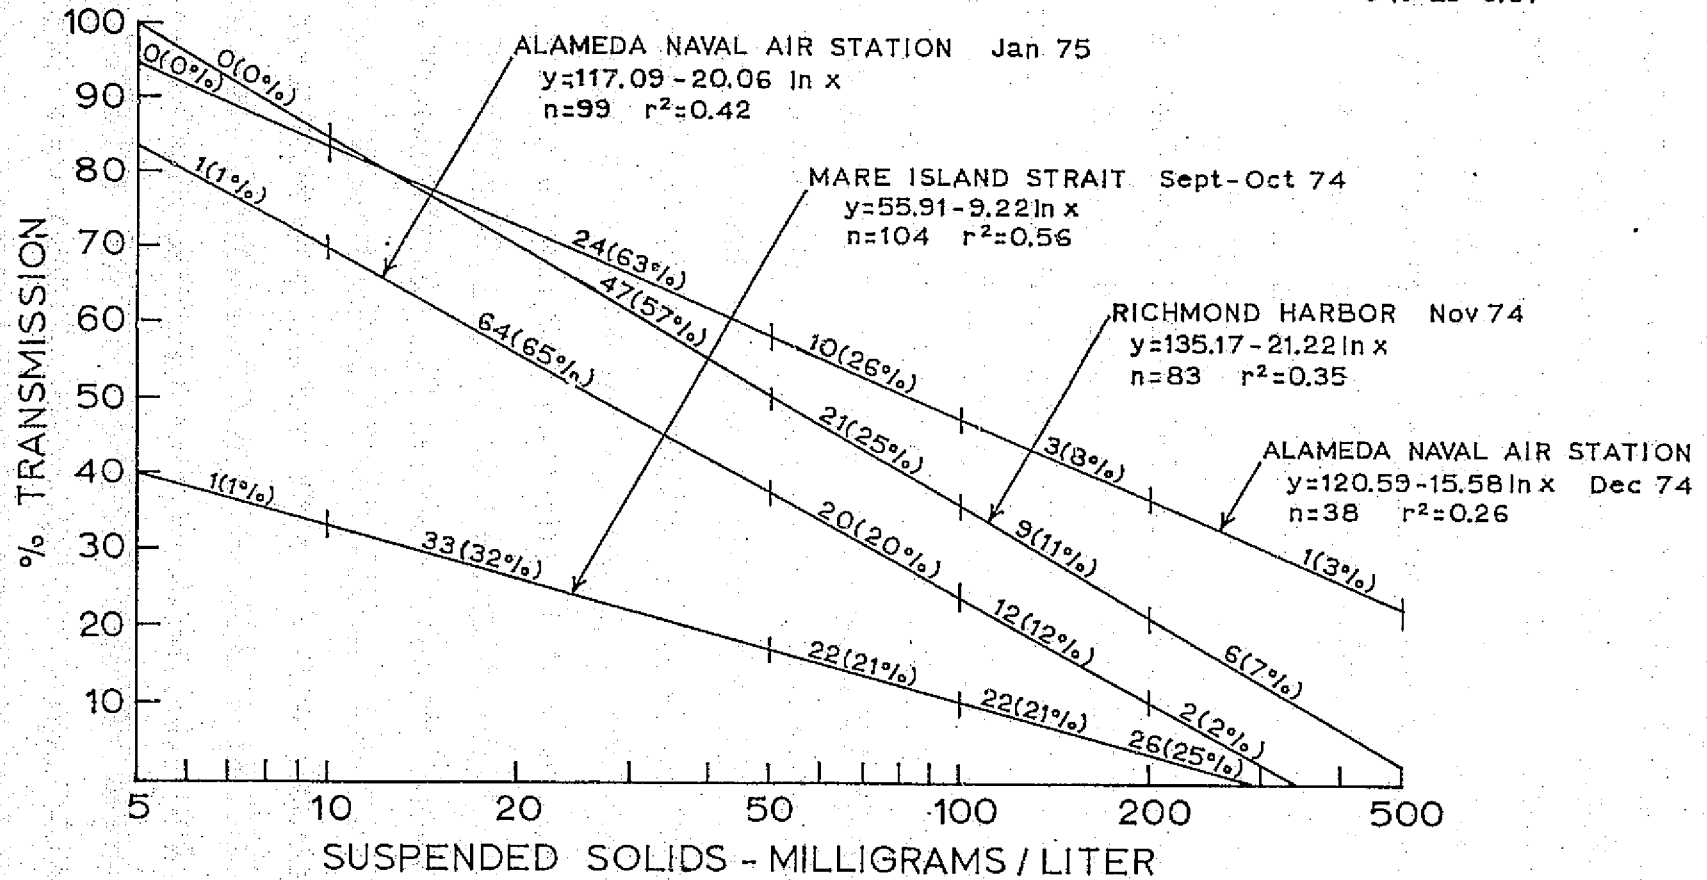 100
90
80
70
60
50
40
30
20
10
% TRANSMISSION
5 10 20 50 100 200 500
SUSPENDED SOLIDS - MILLIGRAMS / LITER
ALAMEDA NAVAL AIR STATION Jan 75
y=117.09-20.06 ln x
n=99 r²=0.42
MARE ISLAND STRAIT Sept-Oct 74
y=55.91-9.22 ln x
n=104 r²=0.56
RICHMOND HARBOR Nov 74
y=135.17-21.22 ln x
n=83 r²=0.35
ALAMEDA NAVAL AIR STATION
y=120.59-15.58 ln x Dec 74
n=38 r²=0.26
0(0%)
24(63%)
10(26%)
3(8%)
1(3%)
0(0%)
47(57%)
21(25%)
9(11%)
6(7%)
1(1%)
64(65%)
20(20%)
12(12%)
2(2%)
1(1%)
33(32%)
22(21%)
22(21%)
26(25%)